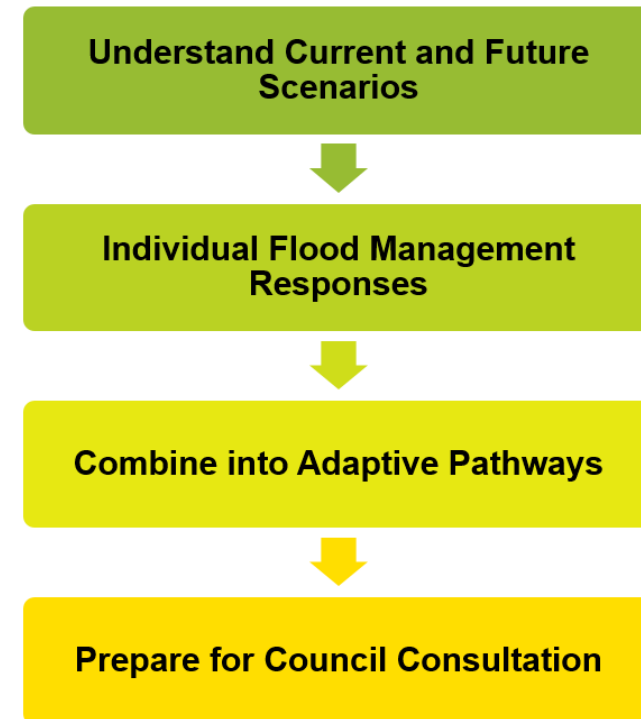 Understand Current and Future
Scenarios
Individual Flood Management
Responses
Combine into Adaptive Pathways
Prepare for Council Consultation